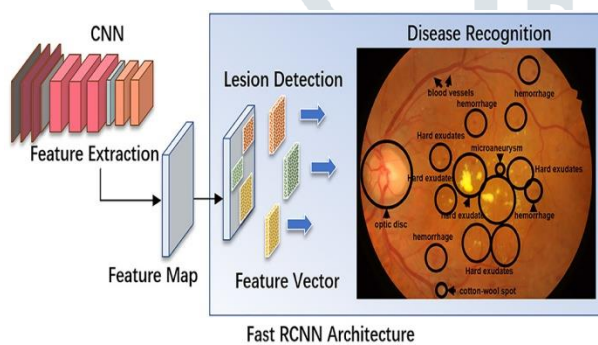 CNN
Feature Extraction
Feature Map
Lesion Detection
Feature Vector
Disease Recognition
blood vessels
hemorrhage
hemorrhage
microaneurysm
Hard exudates
Hard exudates
Hard exudates
hard exudate
hemorrhage
optic disc
hemorrhage
Hard exudates
cotton-wool spot
Fast RCNN Architecture